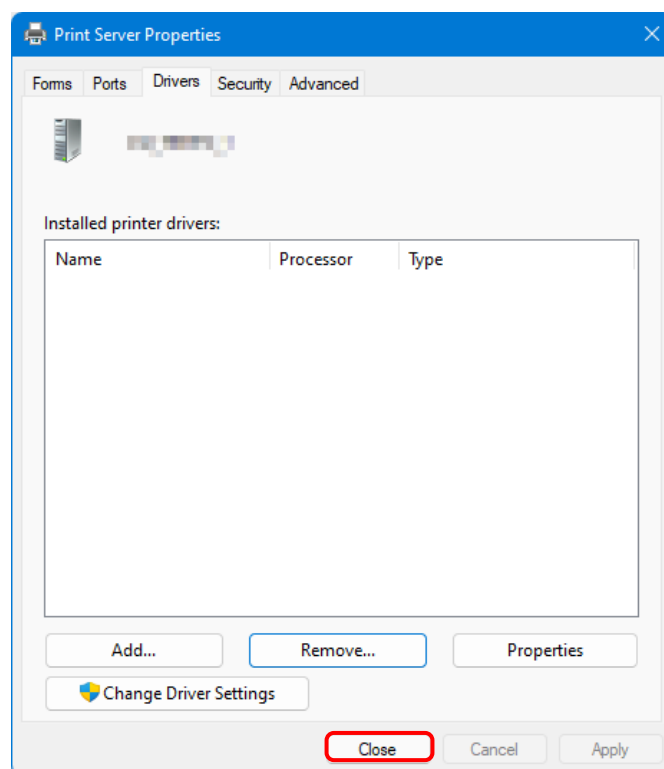 Print Server Properties
Forms Ports Drivers Security Advanced
Installed printer drivers:
Name Processor Type
Add... Remove... Properties
Change Driver Settings
Close Cancel Apply